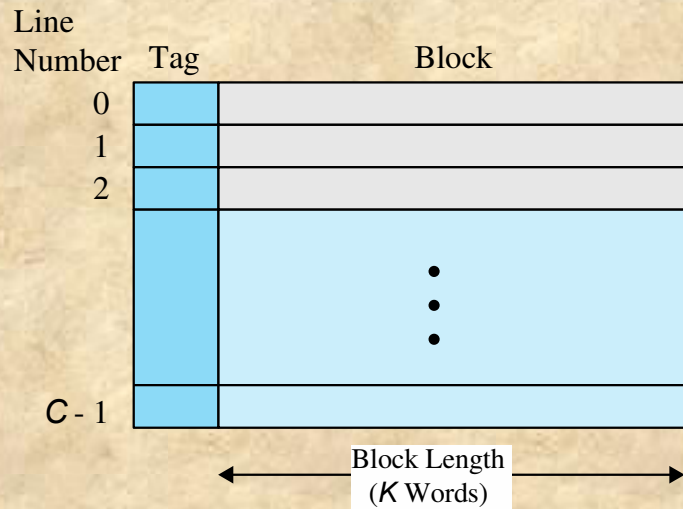 Line
Number Tag Block
0
1
2
C - 1
Block Length
(K Words)